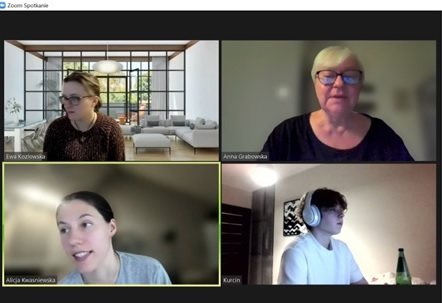 Zoom Spotkanie
Ewa Kozlowska
Anna Grabowska
Alicja Kwasniewska
Kurcin